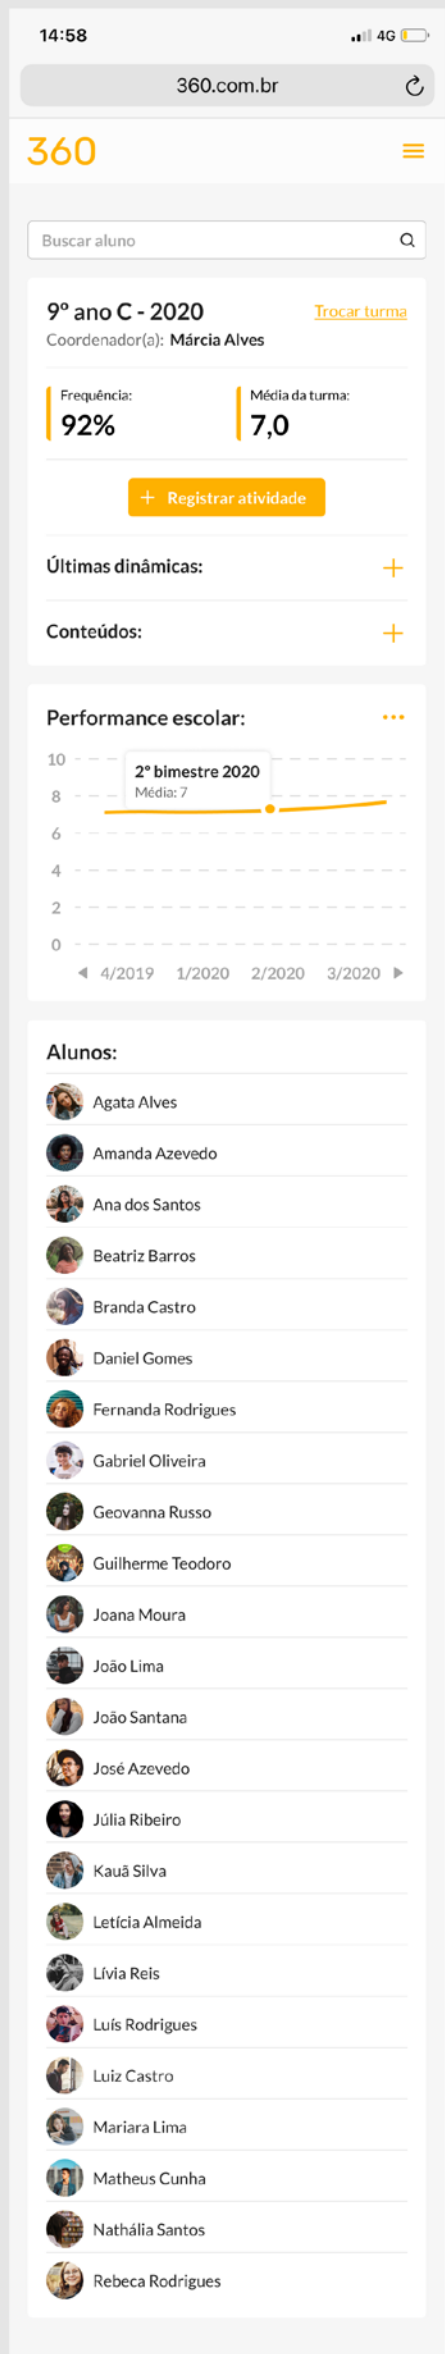 14:58
4G
360.com.br
360
Buscar aluno
9º ano C - 2020
Trocar turma
Coordenador(a): Márcia Alves
Frequência:
Média da turma:
92%
7,0
+ Registrar atividade
Últimas dinâmicas:
Conteúdos:
Performance escolar:
10
2º bimestre 2020
8
Média: 7
6
4
2
0
4/2019 1/2020 2/2020 3/2020
Alunos:
Agata Alves
Amanda Azevedo
Ana dos Santos
Beatriz Barros
Branda Castro
Daniel Gomes
Fernanda Rodrigues
Gabriel Oliveira
Geovanna Russo
Guilherme Teodoro
Joana Moura
João Lima
João Santana
José Azevedo
Júlia Ribeiro
Kauã Silva
Letícia Almeida
Lívia Reis
Luís Rodrigues
Luiz Castro
Mariara Lima
Matheus Cunha
Nathália Santos
Rebeca Rodrigues